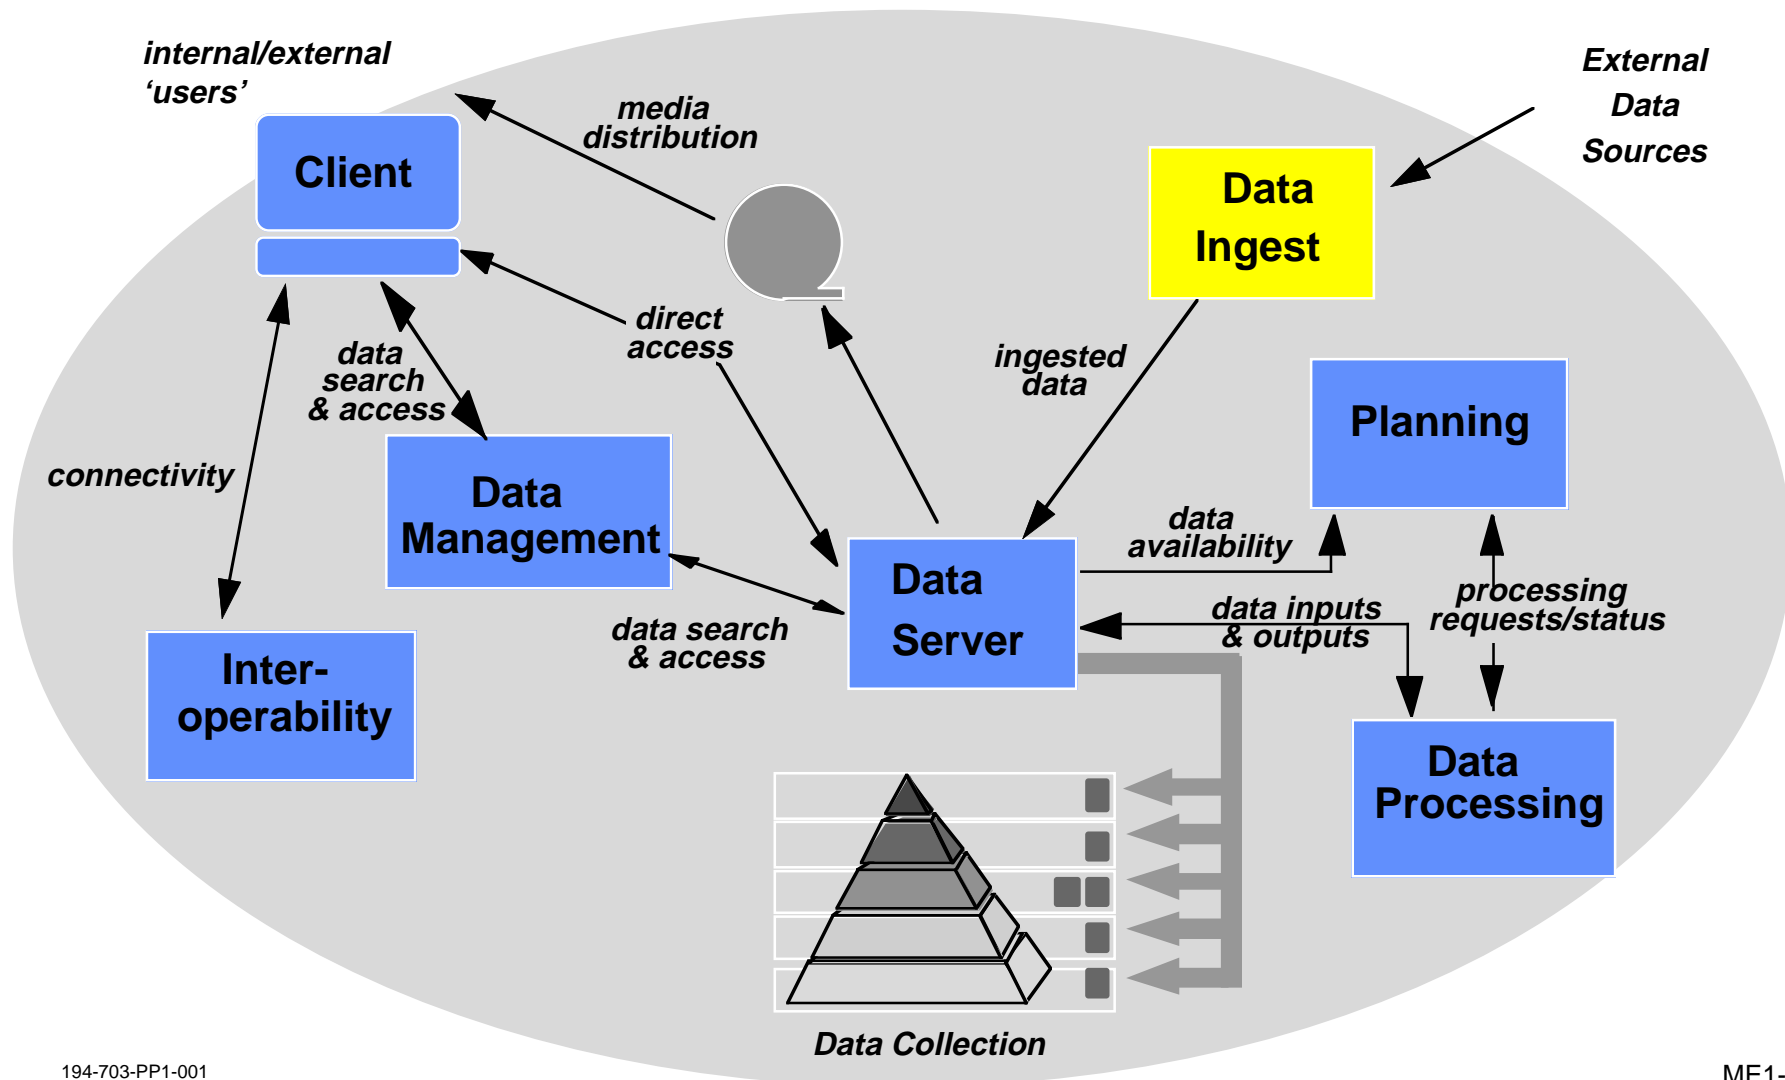 internal/external
‘users’
External
Data
Sources
media
distribution
Client
Data
Ingest
direct
access
data
search
& access
ingested
data
Planning
connectivity
Data
Management
data
availability
Data
Server
processing
requests/status
data inputs
& outputs
data search
& access
Inter-
operability
Data
Processing
Data Collection
194-703-PP1-001
ME1-